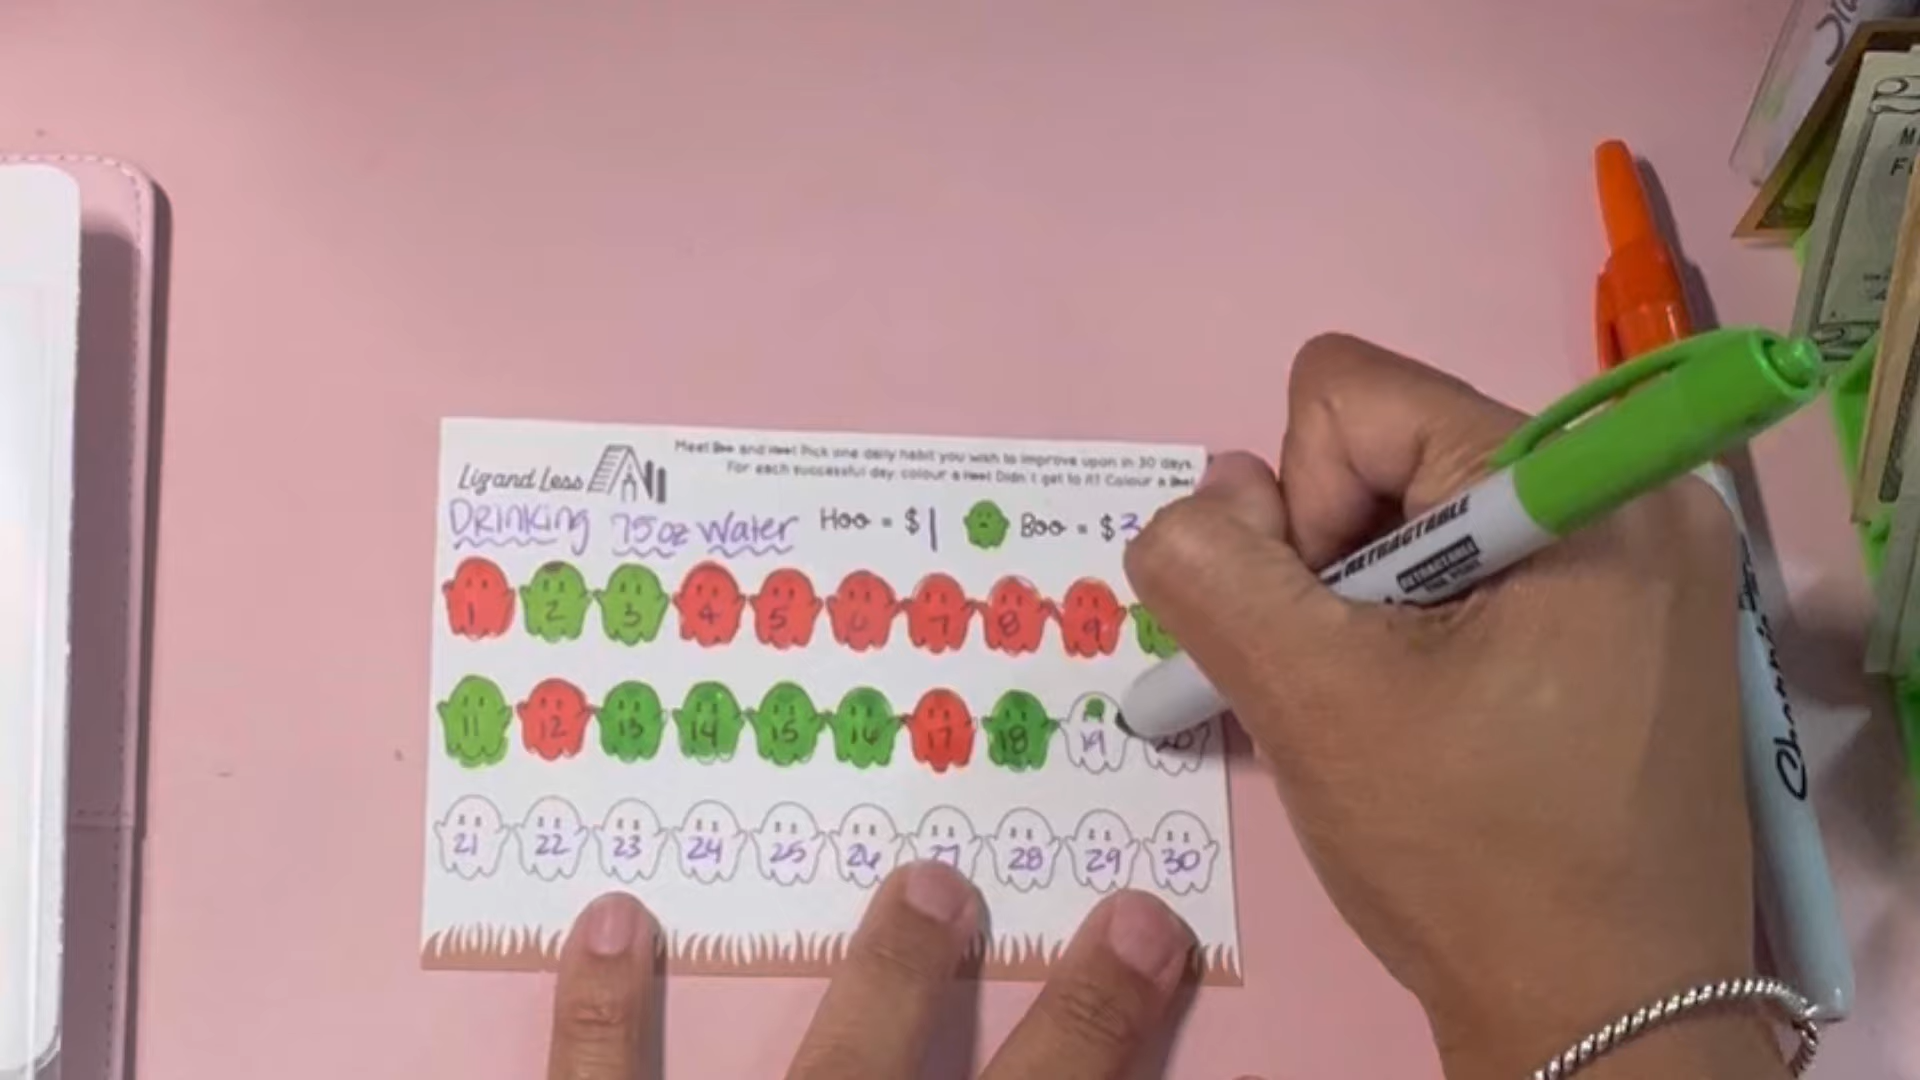 Meet Boo and Hoo! Pick one daily habit you wish to improve upon in 30 days.
For each successful day, colour a Hoo! Didn't get to it? Colour a Boo!
Liz and Less
DRINKING 75oz Water Hoo = $1 Boo = $3
1 2 3 4 5 6 7 8 9 10
11 12 13 14 15 16 17 18 19 20
21 22 23 24 25 26 27 28 29 30
RETRACTABLE
RETRACTABLE